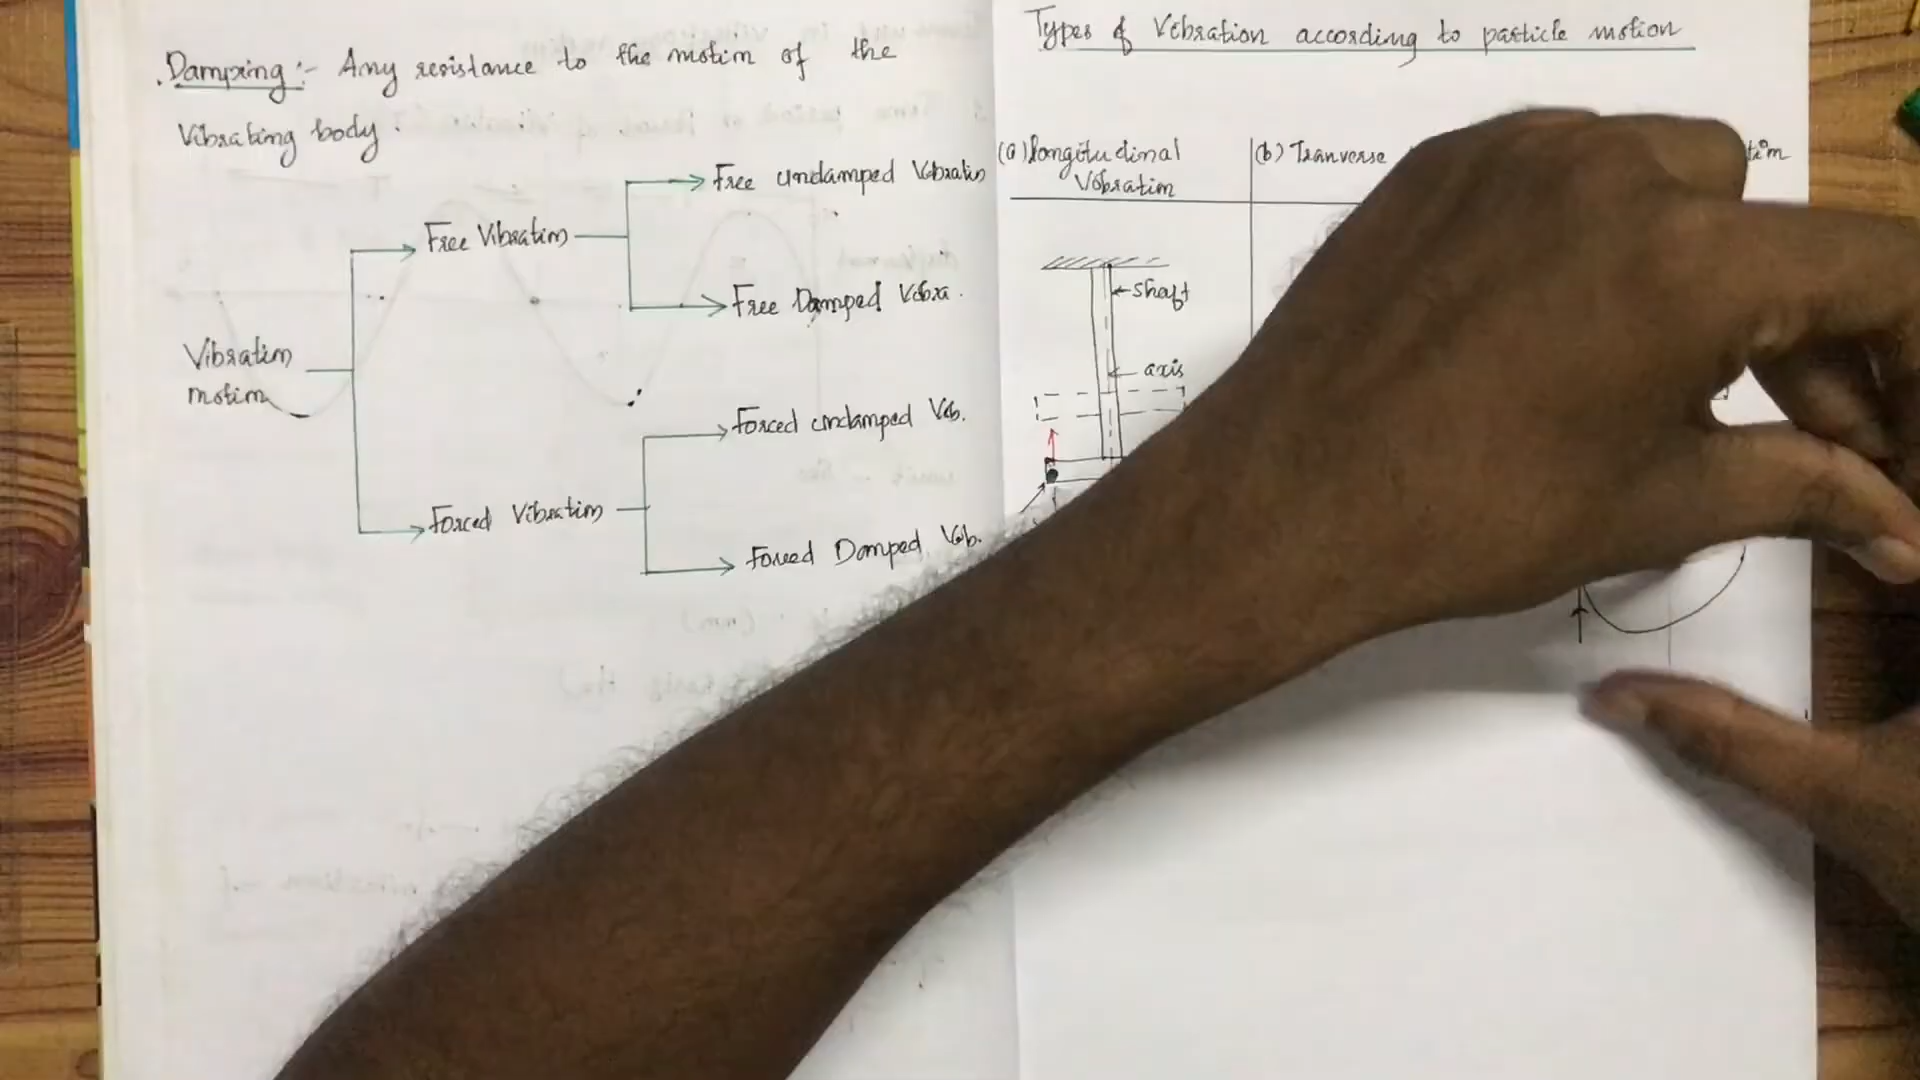 Damping :- Any resistance to the motion of the
Vibrating body.
Vibration
motion
Free Vibration
Free undamped Vibration
Free Damped Vibra.
Forced Vibration
Forced undamped Vib.
Forced Damped Vib.
Types of Vibration according to particle motion
(a) longitudinal
Vibration
(b) Tranverse
shaft
axis